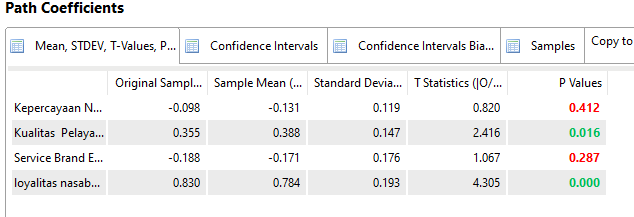 Path Coefficients
Mean, STDEV, T-Values, P... Confidence Intervals Confidence Intervals Bia... Samples Copy to
Original Sampl... Sample Mean (... Standard Devia... T Statistics (|O/... P Values
Kepercayaan N... -0.098 -0.131 0.119 0.820 0.412
Kualitas Pelaya... 0.355 0.388 0.147 2.416 0.016
Service Brand E... -0.188 -0.171 0.176 1.067 0.287
loyalitas nasab... 0.830 0.784 0.193 4.305 0.000